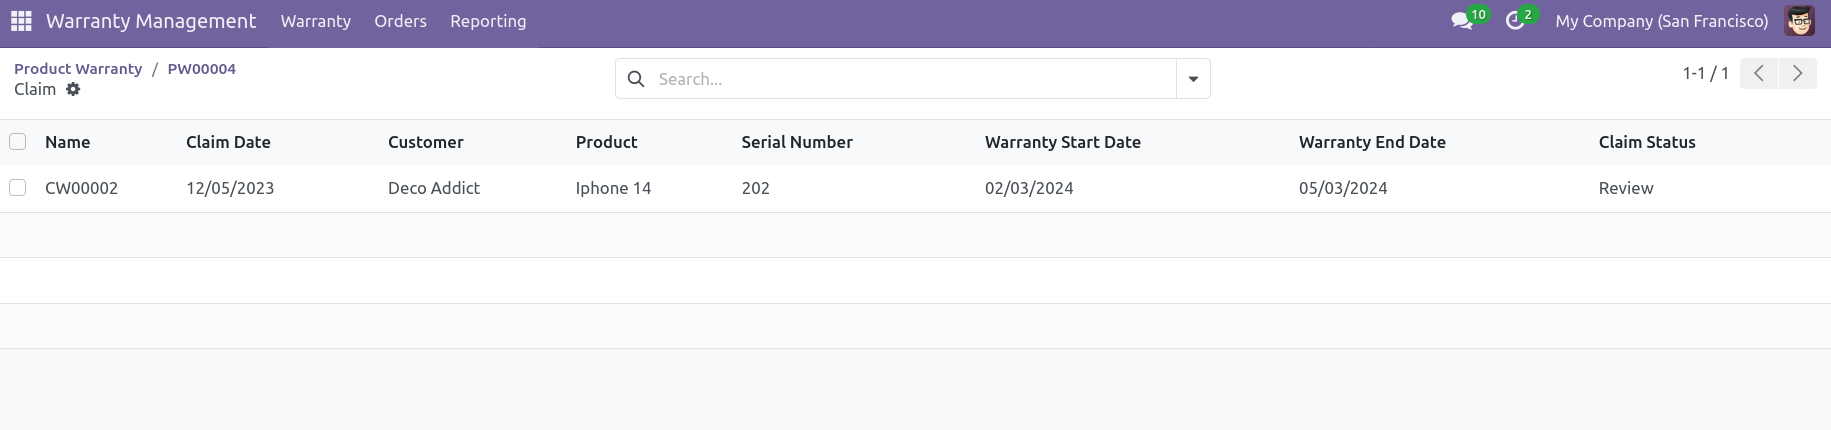 Warranty Management Warranty Orders Reporting 10 2 My Company (San Francisco)
Product Warranty / PW00004
Claim
Search...
1-1 / 1
Name Claim Date Customer Product Serial Number Warranty Start Date Warranty End Date Claim Status
CW00002 12/05/2023 Deco Addict Iphone 14 202 02/03/2024 05/03/2024 Review